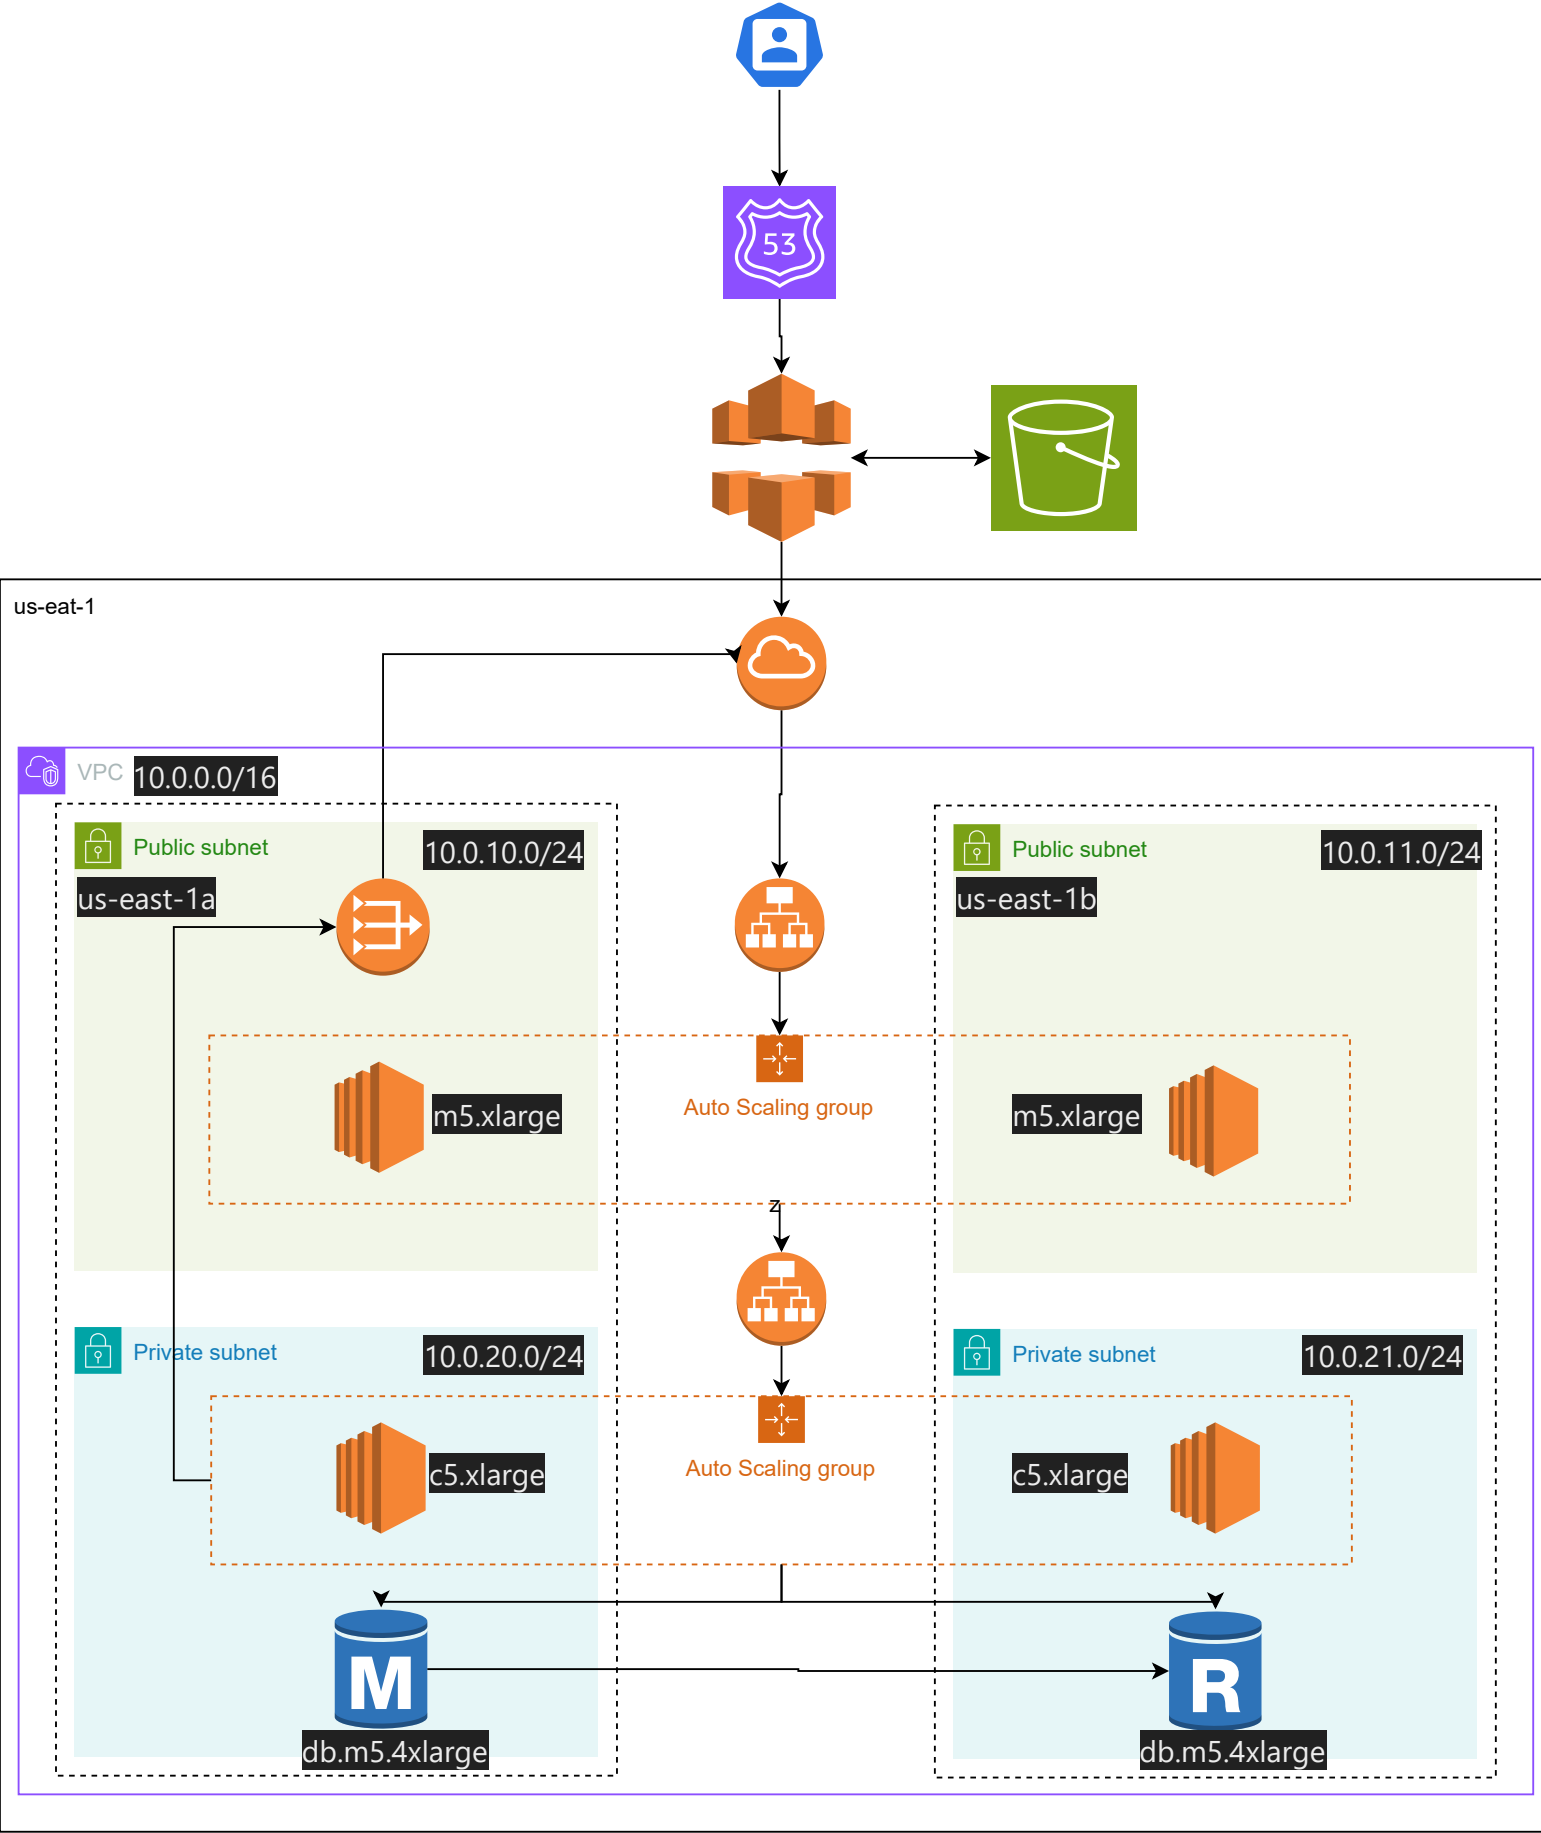 53
us-eat-1
VPC 10.0.0.0/16
Public subnet 10.0.10.0/24
us-east-1a
Public subnet 10.0.11.0/24
us-east-1b
Auto Scaling group
m5.xlarge
m5.xlarge
z
Private subnet 10.0.20.0/24
Private subnet 10.0.21.0/24
Auto Scaling group
c5.xlarge
c5.xlarge
M
R
db.m5.4xlarge
db.m5.4xlarge